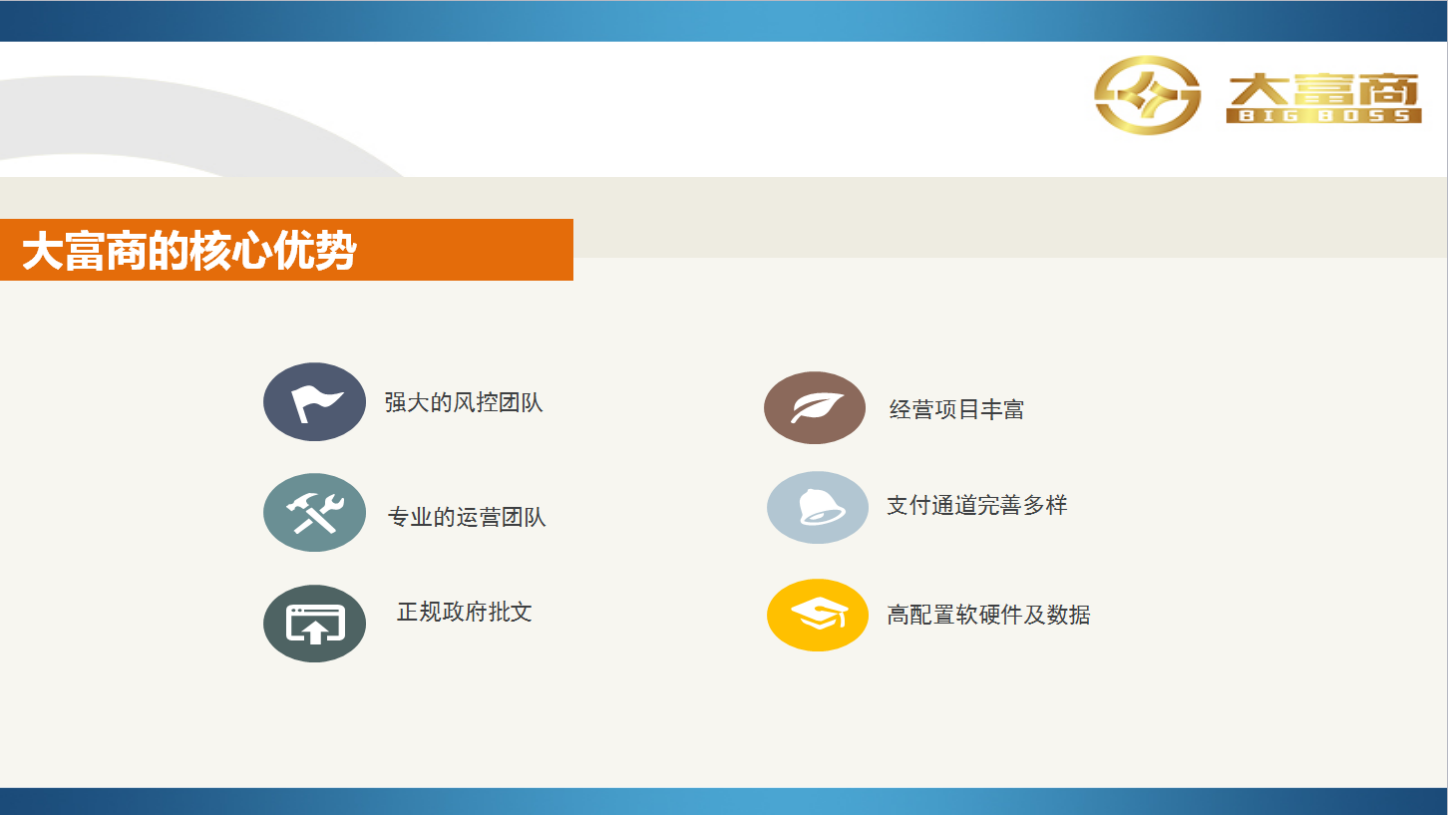 大富商
BIG BOSS
大富商的核心优势
强大的风控团队
专业的运营团队
正规政府批文
经营项目丰富
支付通道完善多样
高配置软硬件及数据